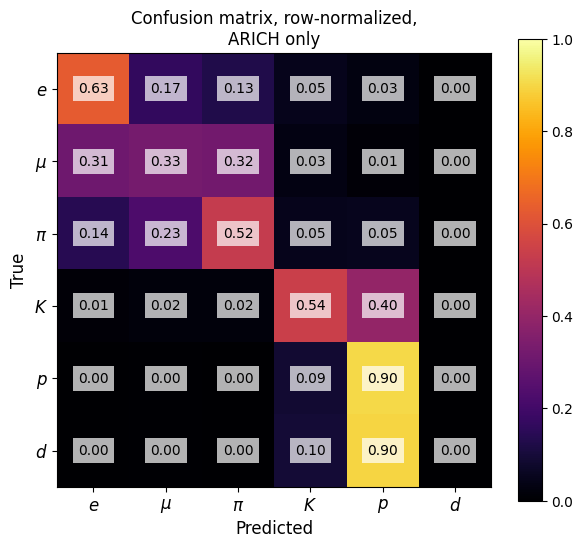 Confusion matrix, row-normalized,
ARICH only
True
e 0.63 0.17 0.13 0.05 0.03 0.00
μ 0.31 0.33 0.32 0.03 0.01 0.00
π 0.14 0.23 0.52 0.05 0.05 0.00
K 0.01 0.02 0.02 0.54 0.40 0.00
p 0.00 0.00 0.00 0.09 0.90 0.00
d 0.00 0.00 0.00 0.10 0.90 0.00
e μ π K p d
Predicted
1.0
0.8
0.6
0.4
0.2
0.0